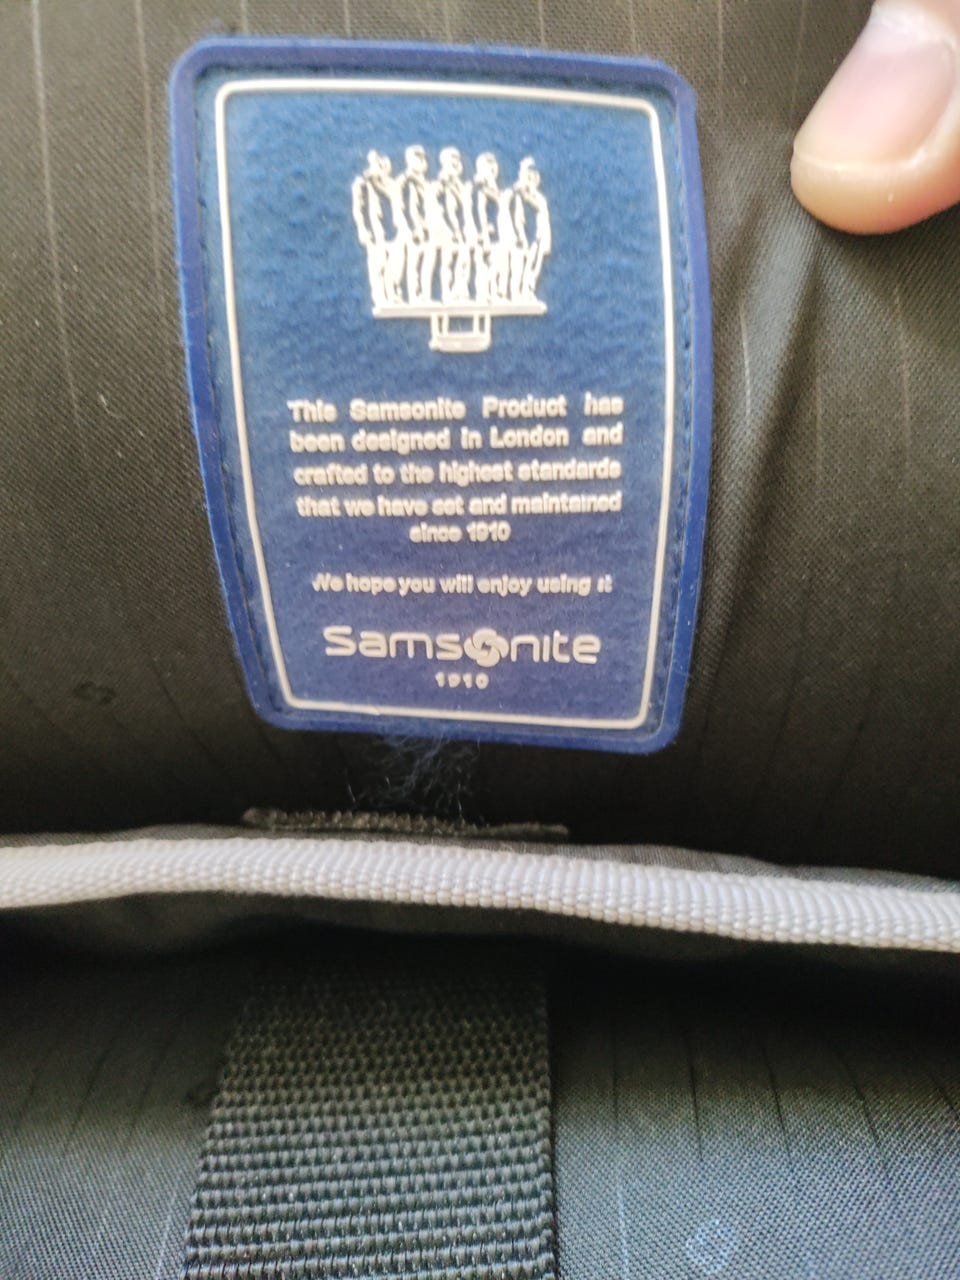 This Samsonite Product has
been designed in London and
crafted to the highest standards
that we have set and maintained
since 1910
We hope you will enjoy using it
Samsonite
1910